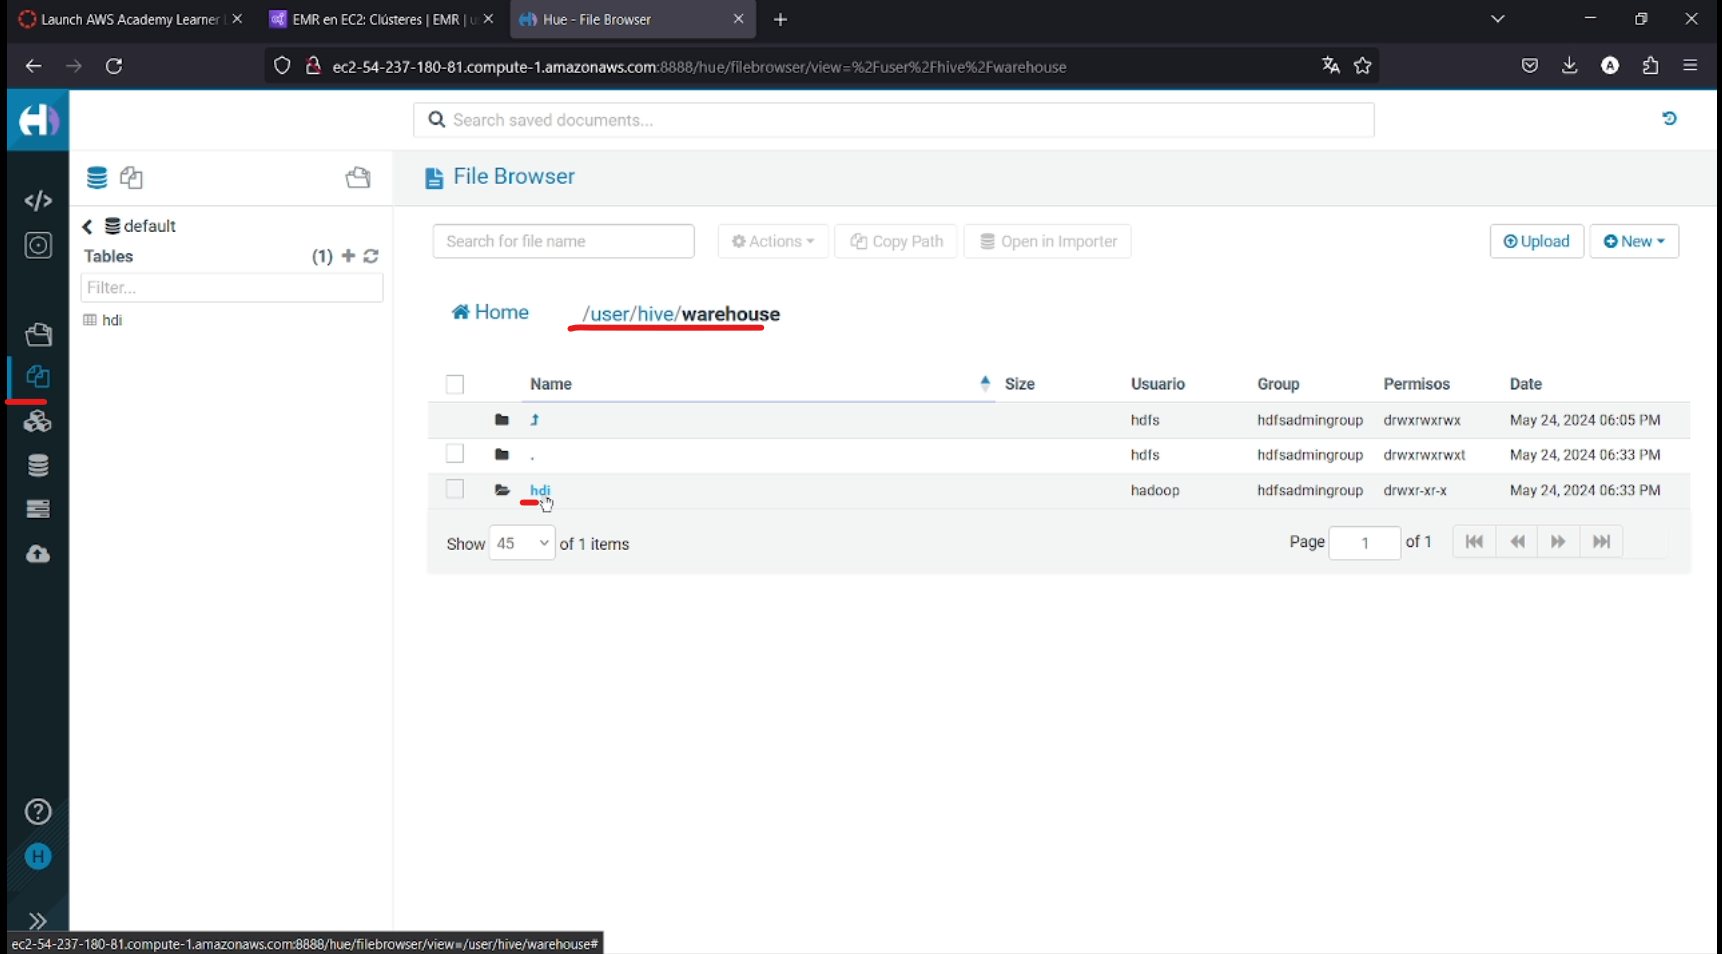 Launch AWS Academy Learner
EMR en EC2: Clústeres | EMR | u
Hue - File Browser
ec2-54-237-180-81.compute-1.amazonaws.com:8888/hue/filebrowser/view=%2Fuser%2Fhive%2Fwarehouse
A
Search saved documents...
File Browser
default
Tables (1)
Filter...
hdi
Search for file name
Actions
Copy Path
Open in Importer
Upload
New
Home
/user/hive/warehouse
Name Size Usuario Group Permisos Date
hdfs hdfsadmingroup drwxrwxrwx May 24, 2024 06:05 PM
. hdfs hdfsadmingroup drwxrwxrwxt May 24, 2024 06:33 PM
hdi hadoop hdfsadmingroup drwxr-xr-x May 24, 2024 06:33 PM
Show 45 of 1 items
Page 1 of 1
H
ec2-54-237-180-81.compute-1.amazonaws.com:8888/hue/filebrowser/view=/user/hive/warehouse#